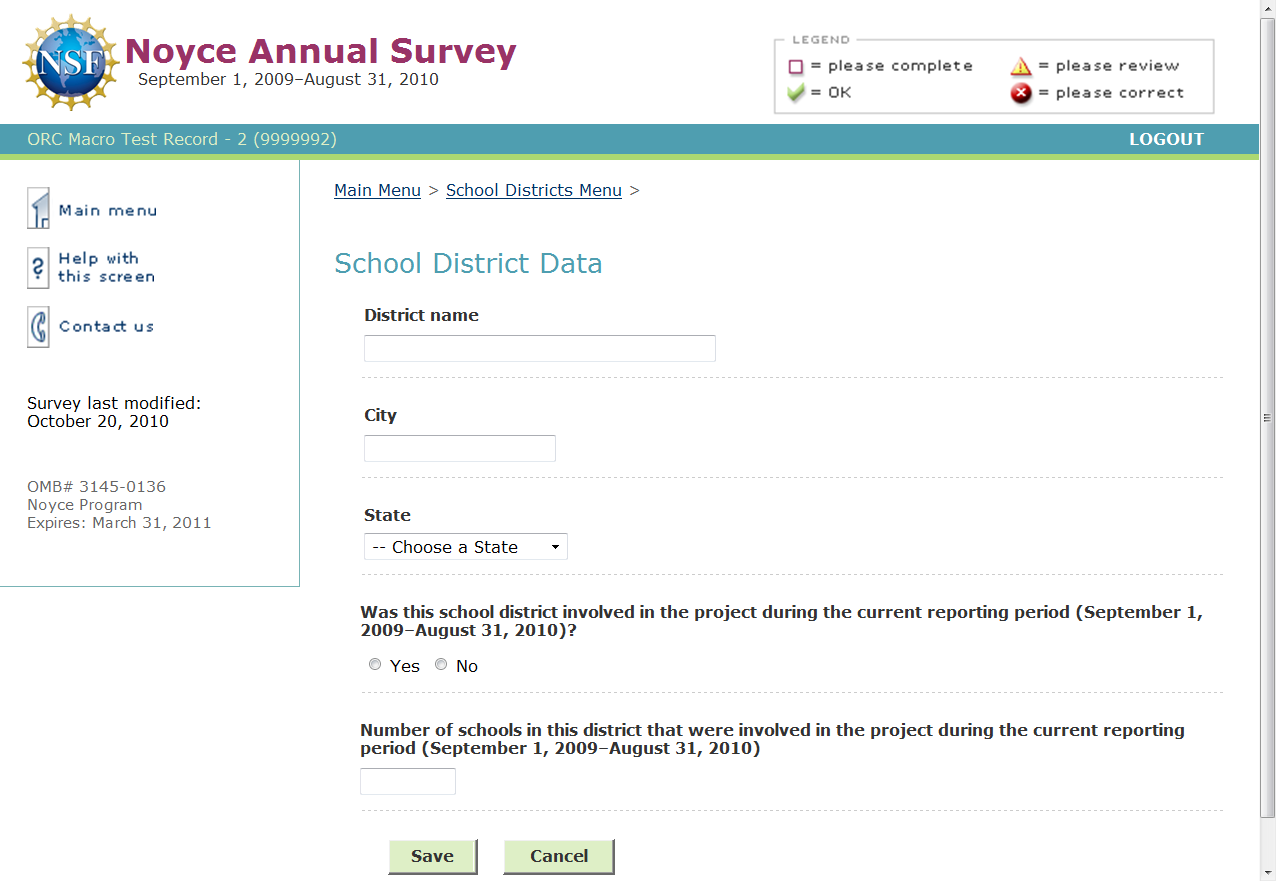 NSF
Noyce Annual Survey
September 1, 2009–August 31, 2010
LEGEND
= please complete
= please review
= OK
= please correct
ORC Macro Test Record - 2 (9999992)
LOGOUT
Main menu
Help with
this screen
Contact us
Survey last modified:
October 20, 2010
OMB# 3145-0136
Noyce Program
Expires: March 31, 2011
Main Menu > School Districts Menu >
School District Data
District name
City
State
-- Choose a State
Was this school district involved in the project during the current reporting period (September 1,
2009–August 31, 2010)?
Yes No
Number of schools in this district that were involved in the project during the current reporting
period (September 1, 2009–August 31, 2010)
Save Cancel